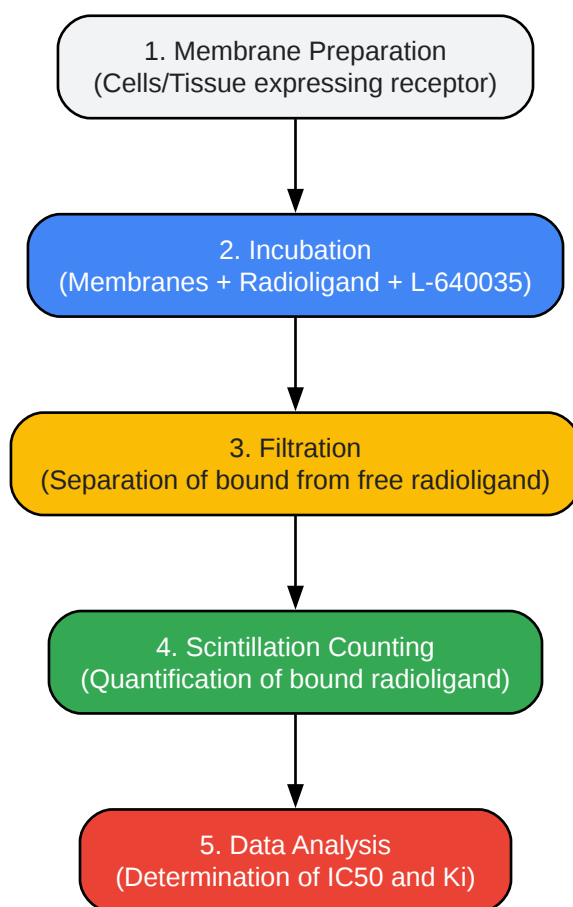 1. Membrane Preparation
(Cells/Tissue expressing receptor)
2. Incubation
(Membranes + Radioligand + L-640035)
3. Filtration
(Separation of bound from free radioligand)
4. Scintillation Counting
(Quantification of bound radioligand)
5. Data Analysis
(Determination of IC50 and Ki)